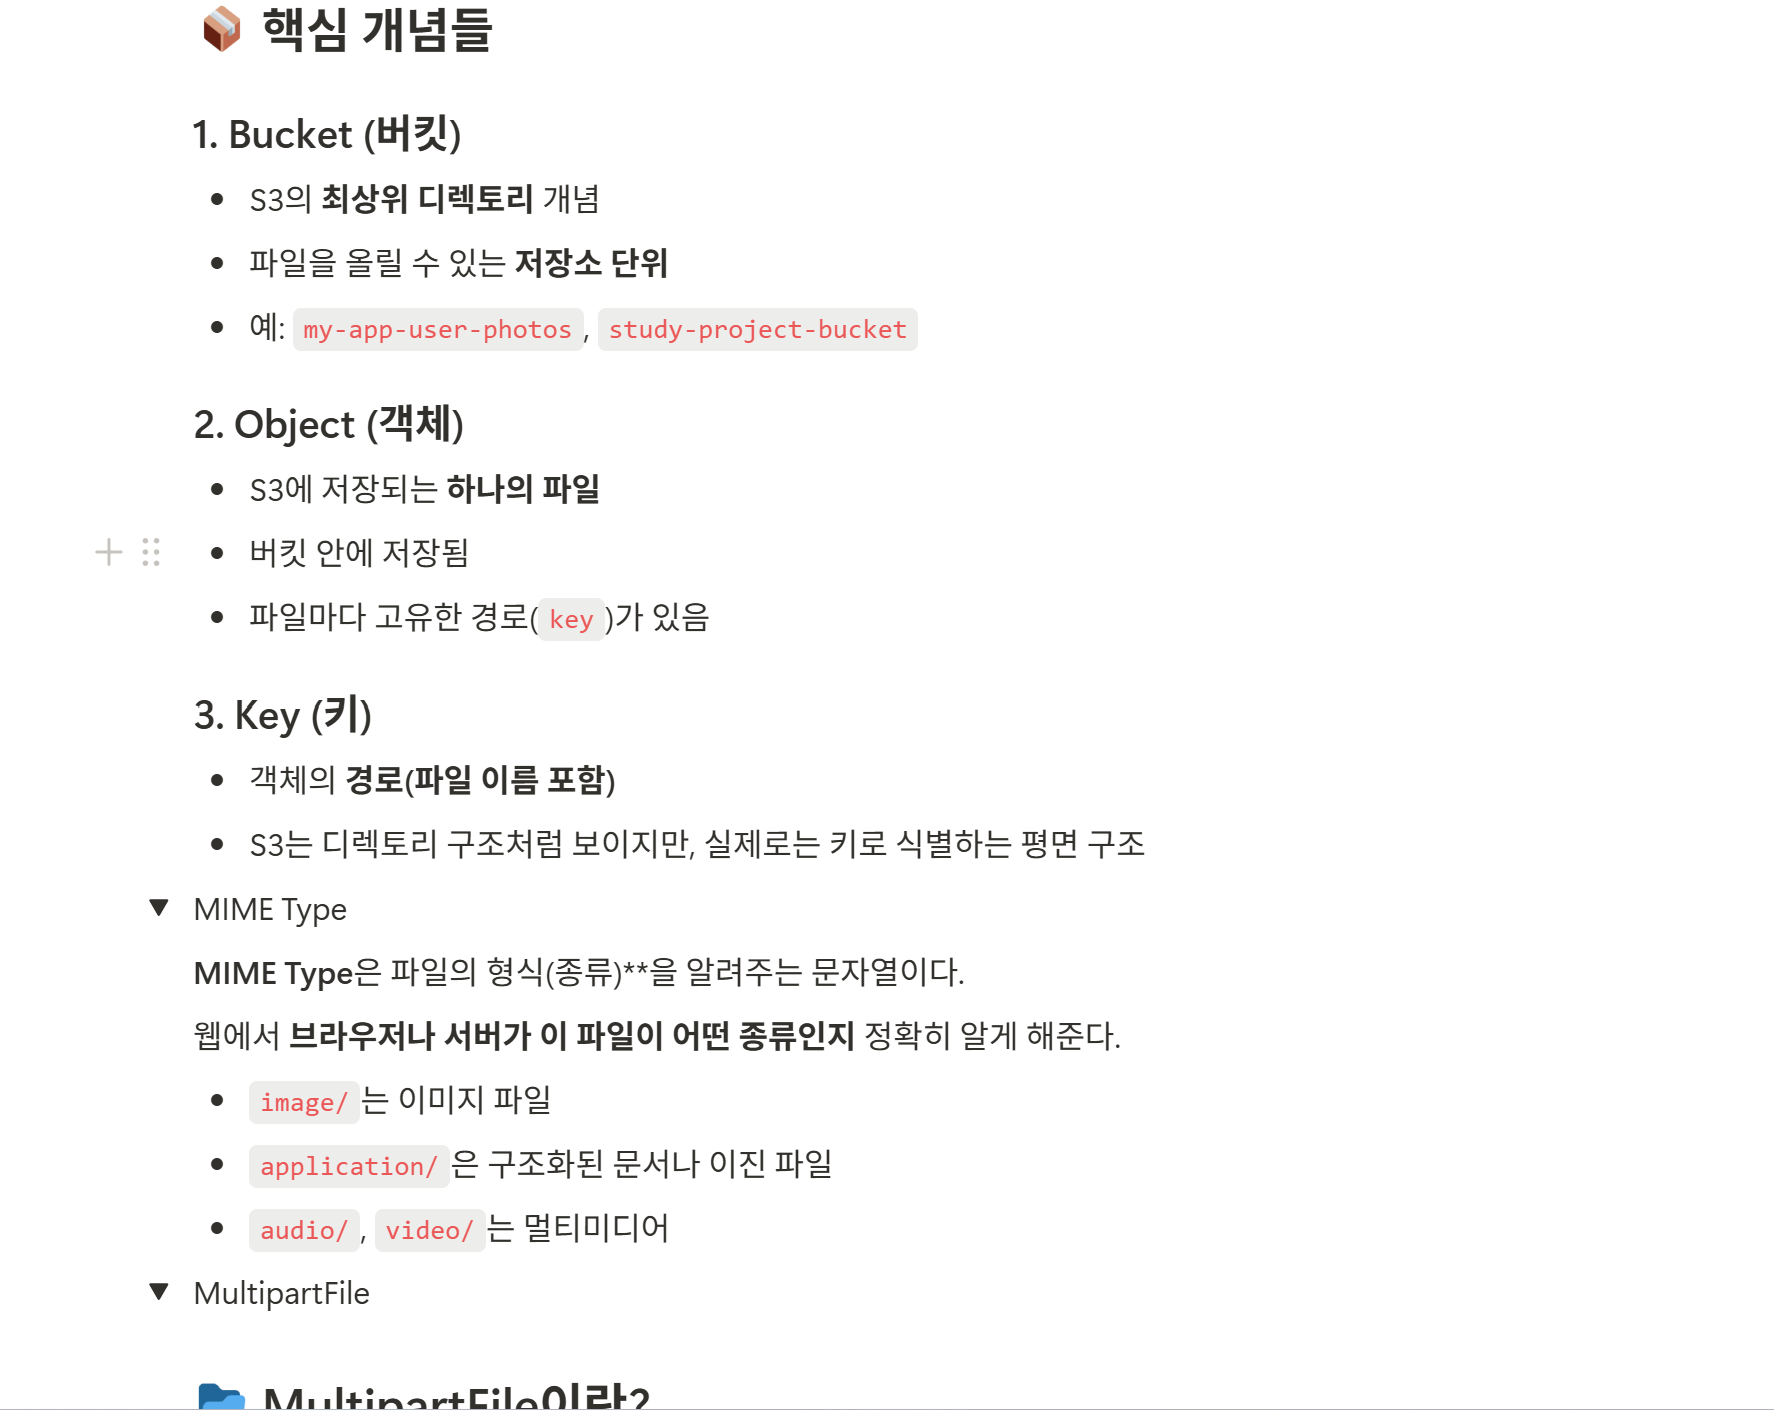 핵심 개념들
1. Bucket (버킷)
S3의 최상위 디렉토리 개념
파일을 올릴 수 있는 저장소 단위
예: my-app-user-photos, study-project-bucket
2. Object (객체)
S3에 저장되는 하나의 파일
버킷 안에 저장됨
파일마다 고유한 경로(key)가 있음
3. Key (키)
객체의 경로(파일 이름 포함)
S3는 디렉토리 구조처럼 보이지만, 실제로는 키로 식별하는 평면 구조
MIME Type
MIME Type은 파일의 형식(종류)**을 알려주는 문자열이다.
웹에서 브라우저나 서버가 이 파일이 어떤 종류인지 정확히 알게 해준다.
image/는 이미지 파일
application/은 구조화된 문서나 이진 파일
audio/, video/는 멀티미디어
MultipartFile
MultipartFile이란?